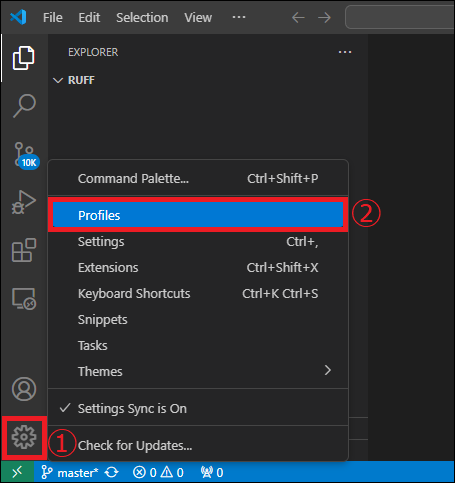 File Edit Selection View
EXPLORER
RUFF
10K
Command Palette... Ctrl+Shift+P
Profiles ②
Settings Ctrl+,
Extensions Ctrl+Shift+X
Keyboard Shortcuts Ctrl+K Ctrl+S
Snippets
Tasks
Themes
Settings Sync is On
① Check for Updates...
master* 0 0 0